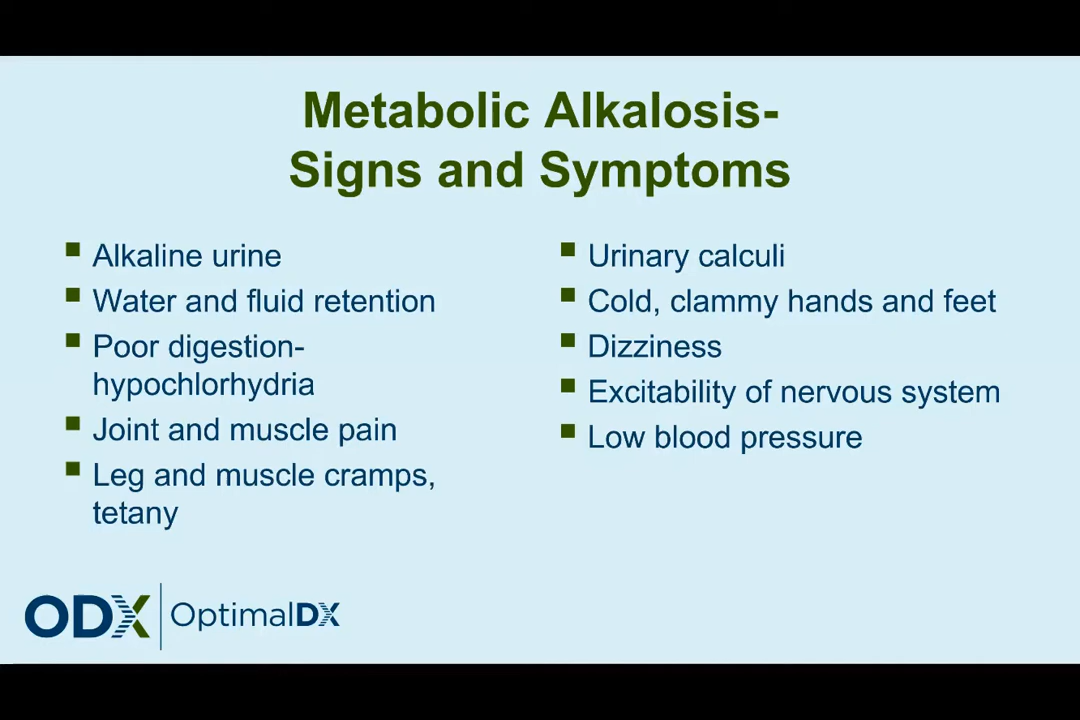 Metabolic Alkalosis-
Signs and Symptoms
Alkaline urine
Water and fluid retention
Poor digestion-
hypochlorhydria
Joint and muscle pain
Leg and muscle cramps,
tetany
Urinary calculi
Cold, clammy hands and feet
Dizziness
Excitability of nervous system
Low blood pressure
ODX OptimalDX